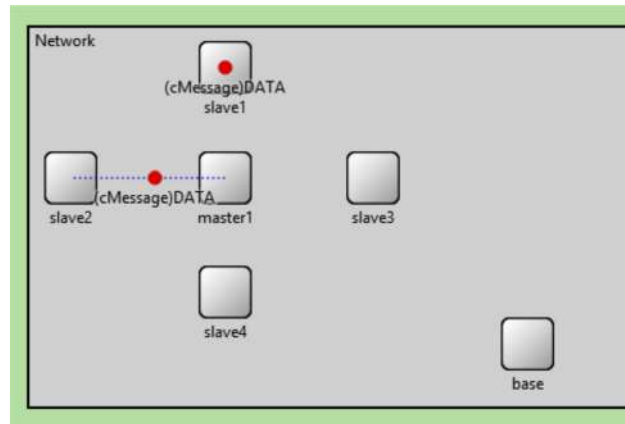 Network
(cMessage)DATA
slave1
(cMessage)DATA
slave2
master1
slave3
slave4
base